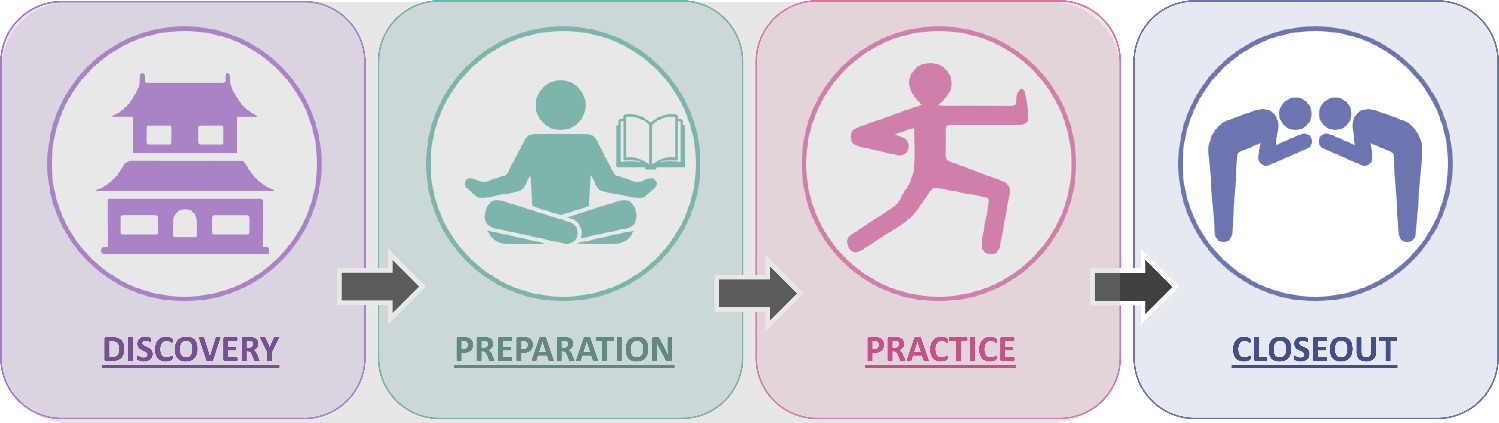 DISCOVERY
PREPARATION
PRACTICE
CLOSEOUT